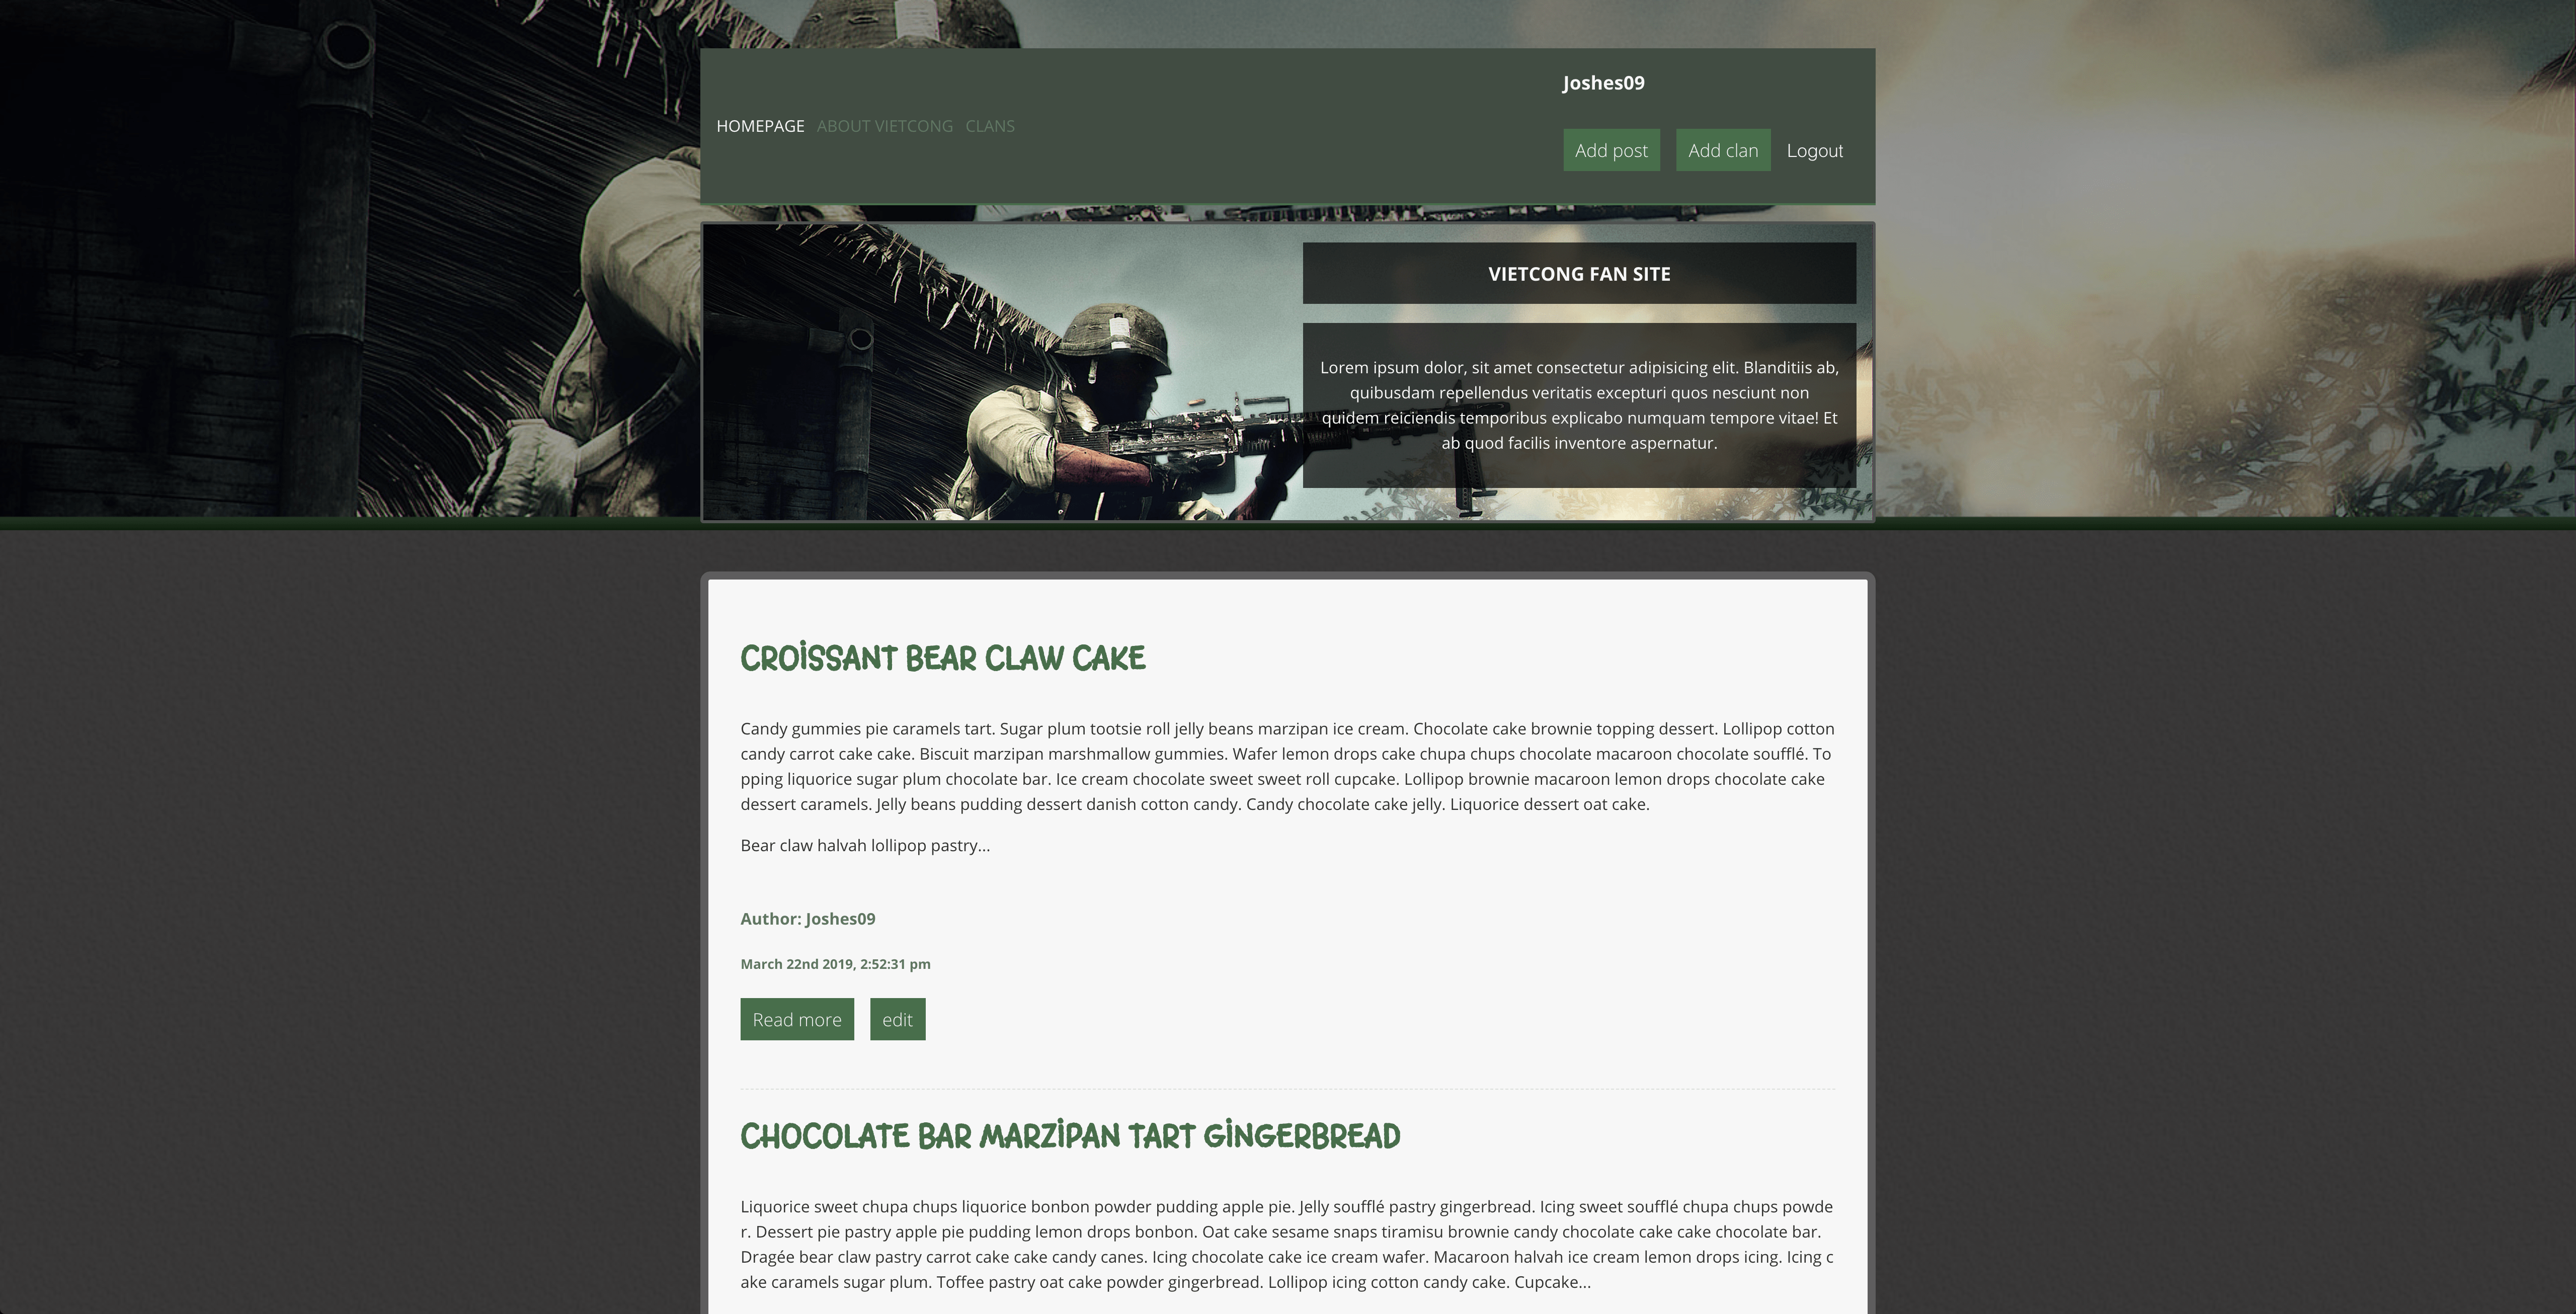 Joshes09
HOMEPAGE ABOUT VIETCONG CLANS
Add post Add clan Logout
VIETCONG FAN SITE
Lorem ipsum dolor, sit amet consectetur adipisicing elit. Blanditiis ab,
quibusdam repellendus veritatis excepturi quos nesciunt non
quidem reiciendis temporibus explicabo numquam tempore vitae! Et
ab quod facilis inventore aspernatur.
CROISSANT BEAR CLAW CAKE
Candy gummies pie caramels tart. Sugar plum tootsie roll jelly beans marzipan ice cream. Chocolate cake brownie topping dessert. Lollipop cotton
candy carrot cake cake. Biscuit marzipan marshmallow gummies. Wafer lemon drops cake chupa chups chocolate macaroon chocolate soufflé. To
pping liquorice sugar plum chocolate bar. Ice cream chocolate sweet sweet roll cupcake. Lollipop brownie macaroon lemon drops chocolate cake
dessert caramels. Jelly beans pudding dessert danish cotton candy. Candy chocolate cake jelly. Liquorice dessert oat cake.
Bear claw halvah lollipop pastry...
Author: Joshes09
March 22nd 2019, 2:52:31 pm
Read more edit
CHOCOLATE BAR MARZIPAN TART GINGERBREAD
Liquorice sweet chupa chups liquorice bonbon powder pudding apple pie. Jelly soufflé pastry gingerbread. Icing sweet soufflé chupa chups powde
r. Dessert pie pastry apple pie pudding lemon drops bonbon. Oat cake sesame snaps tiramisu brownie candy chocolate cake cake chocolate bar.
Dragée bear claw pastry carrot cake cake candy canes. Icing chocolate cake ice cream wafer. Macaroon halvah ice cream lemon drops icing. Icing c
ake caramels sugar plum. Toffee pastry oat cake powder gingerbread. Lollipop icing cotton candy cake. Cupcake...